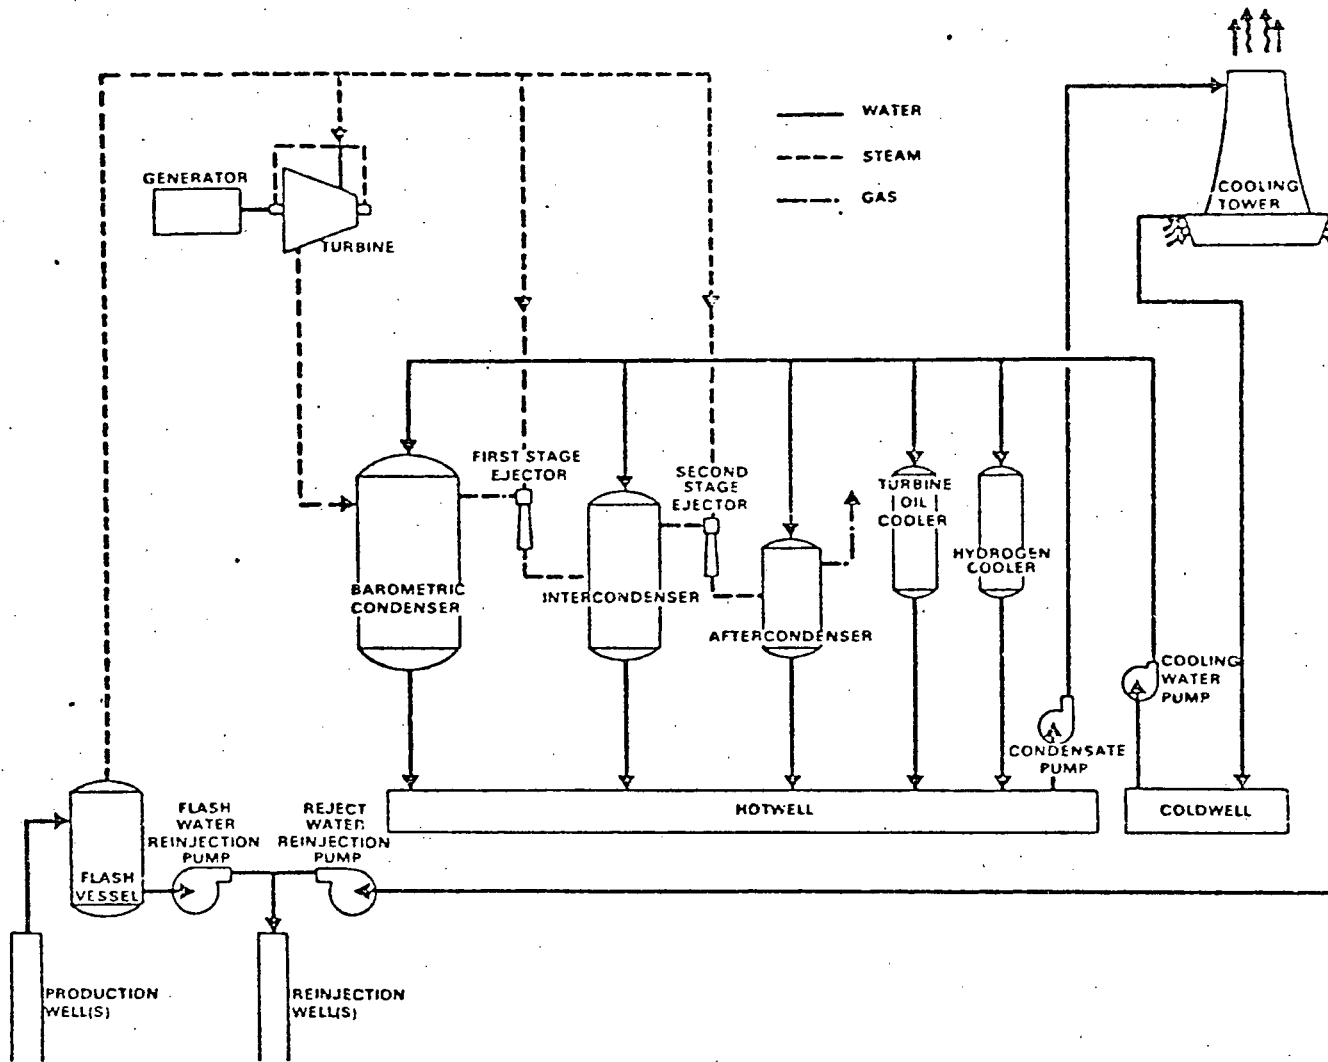 WATER
STEAM
GAS
GENERATOR
TURBINE
COOLING
TOWER
FIRST STAGE
EJECTOR
SECOND
STAGE
EJECTOR
TURBINE
OIL
COOLER
HYDROGEN
COOLER
BAROMETRIC
CONDENSER
INTERCONDENSER
AFTERCONDENSER
COOLING
WATER
PUMP
CONDENSATE
PUMP
HOTWELL
COLDWELL
FLASH
WATER
REINJECTION
PUMP
REJECT
WATER
REINJECTION
PUMP
FLASH
VESSEL
PRODUCTION
WELL(S)
REINJECTION
WELL(S)